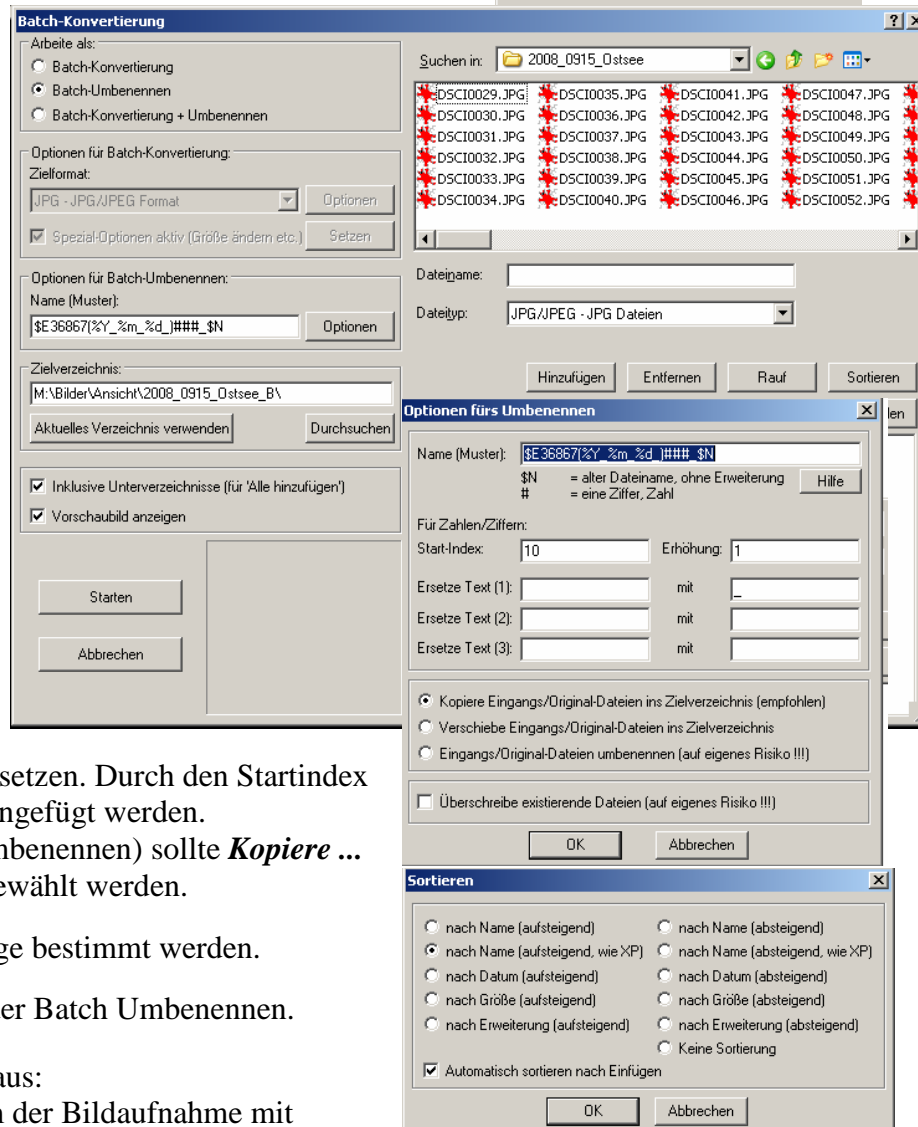 Batch-Konvertierung
Arbeite als:
Batch-Konvertierung
Batch-Umbenennen
Batch-Konvertierung + Umbenennen
Optionen für Batch-Konvertierung:
Zielformat:
JPG - JPG/JPEG Format
Optionen
Spezial-Optionen aktiv (Größe ändern etc.)
Setzen
Optionen für Batch-Umbenennen:
Name (Muster):
$E36867(%Y_%m_%d_)###_$N
Optionen
Zielverzeichnis:
M:\Bilder\Ansicht\2008_0915_Ostsee_B\
Aktuelles Verzeichnis verwenden
Durchsuchen
Inklusive Unterverzeichnisse (für 'Alle hinzufügen')
Vorschaubild anzeigen
Starten
Abbrechen
Suchen in: 2008_0915_Ostsee
DSCI0029.JPG DSCI0035.JPG DSCI0041.JPG DSCI0047.JPG
DSCI0030.JPG DSCI0036.JPG DSCI0042.JPG DSCI0048.JPG
DSCI0031.JPG DSCI0037.JPG DSCI0043.JPG DSCI0049.JPG
DSCI0032.JPG DSCI0038.JPG DSCI0044.JPG DSCI0050.JPG
DSCI0033.JPG DSCI0039.JPG DSCI0045.JPG DSCI0051.JPG
DSCI0034.JPG DSCI0040.JPG DSCI0046.JPG DSCI0052.JPG
Dateiname:
Dateityp: JPG/JPEG - JPG Dateien
Hinzufügen Entfernen Rauf Sortieren
len
Optionen fürs Umbenennen
Name (Muster): $E36867(%Y_%m_%d_)###_$N
$N = alter Dateiname, ohne Erweiterung
Hilfe
# = eine Ziffer, Zahl
Für Zahlen/Ziffern:
Start-Index: 10 Erhöhung: 1
Ersetze Text (1): mit _
Ersetze Text (2): mit
Ersetze Text (3): mit
Kopiere Eingangs/Original-Dateien ins Zielverzeichnis (empfohlen)
Verschiebe Eingangs/Original-Dateien ins Zielverzeichnis
Eingangs/Original-Dateien umbenennen (auf eigenes Risiko !!!)
Überschreibe existierende Dateien (auf eigenes Risiko !!!)
OK Abbrechen
setzen. Durch den Startindex
ngefügt werden.
nbenennen) sollte Kopiere ...
ewählt werden.
ge bestimmt werden.
ler Batch Umbenennen.
aus:
n der Bildaufnahme mit
Sortieren
nach Name (aufsteigend) nach Name (absteigend)
nach Name (aufsteigend, wie XP) nach Name (absteigend, wie XP)
nach Datum (aufsteigend) nach Datum (absteigend)
nach Größe (aufsteigend) nach Größe (absteigend)
nach Erweiterung (aufsteigend) nach Erweiterung (absteigend)
Keine Sortierung
Automatisch sortieren nach Einfügen
OK Abbrechen